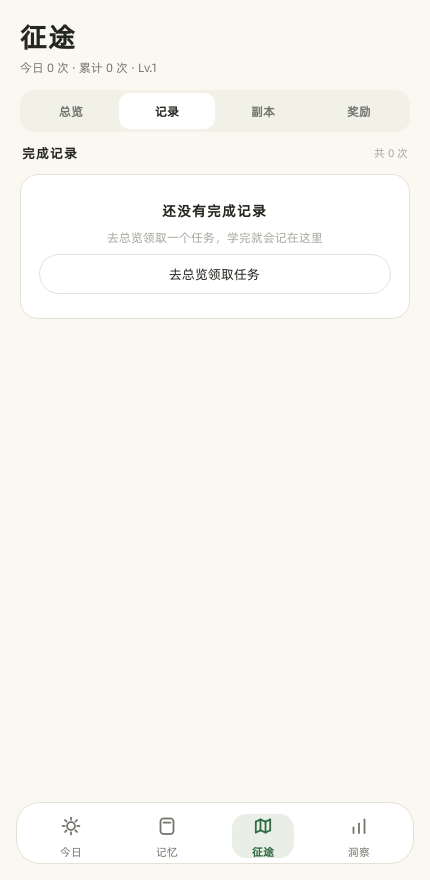 征途
今日 0 次 · 累计 0 次 · Lv.1
总览 记录 副本 奖励
完成记录 共 0 次
还没有完成记录
去总览领取一个任务，学完就会记在这里
去总览领取任务
今日 记忆 征途 洞察